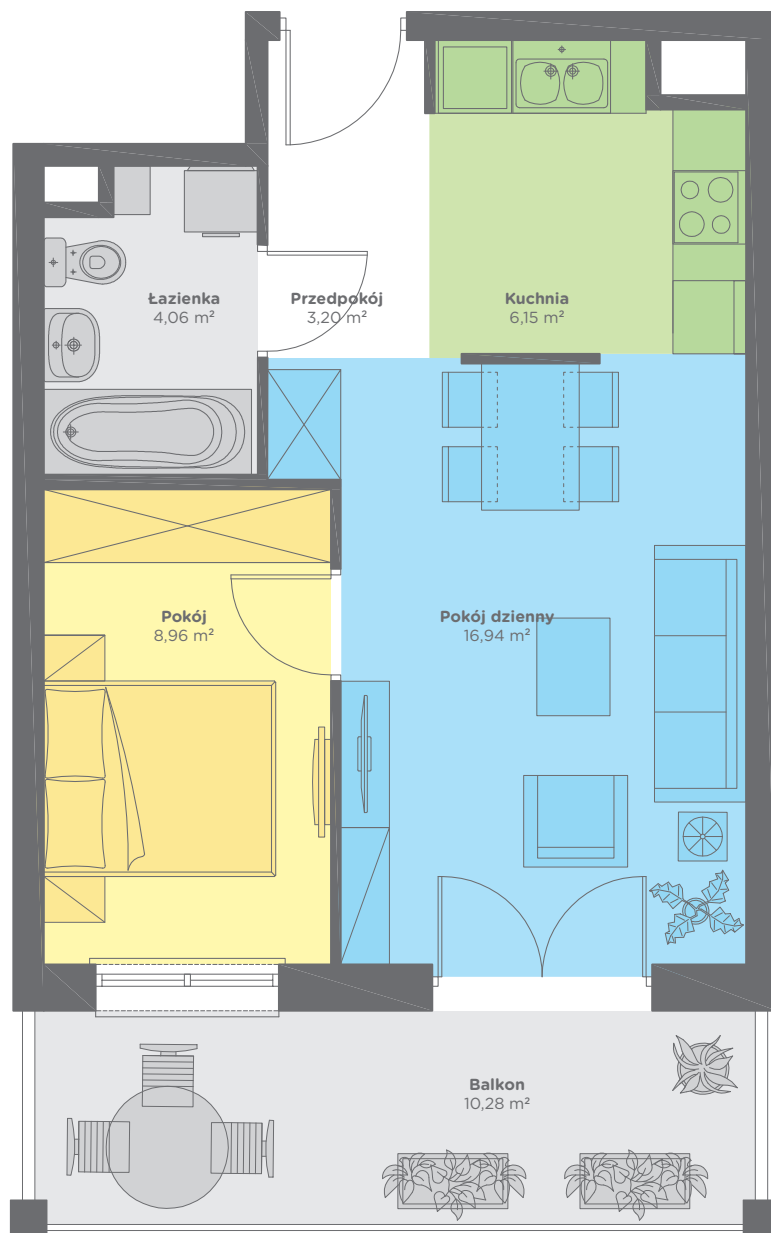 Łazienka
4,06 m²
Przedpokój
3,20 m²
Kuchnia
6,15 m²
Pokój
8,96 m²
Pokój dzienny
16,94 m²
Balkon
10,28 m²